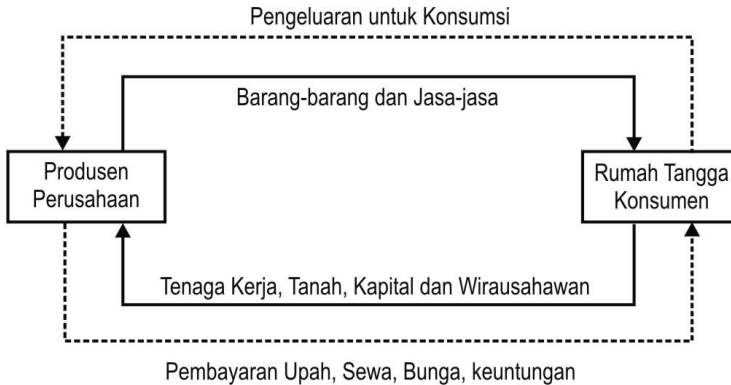 Pengeluaran untuk Konsumsi
Barang-barang dan Jasa-jasa
Produsen
Perusahaan
Rumah Tangga
Konsumen
Tenaga Kerja, Tanah, Kapital dan Wirausahawan
Pembayaran Upah, Sewa, Bunga, keuntungan